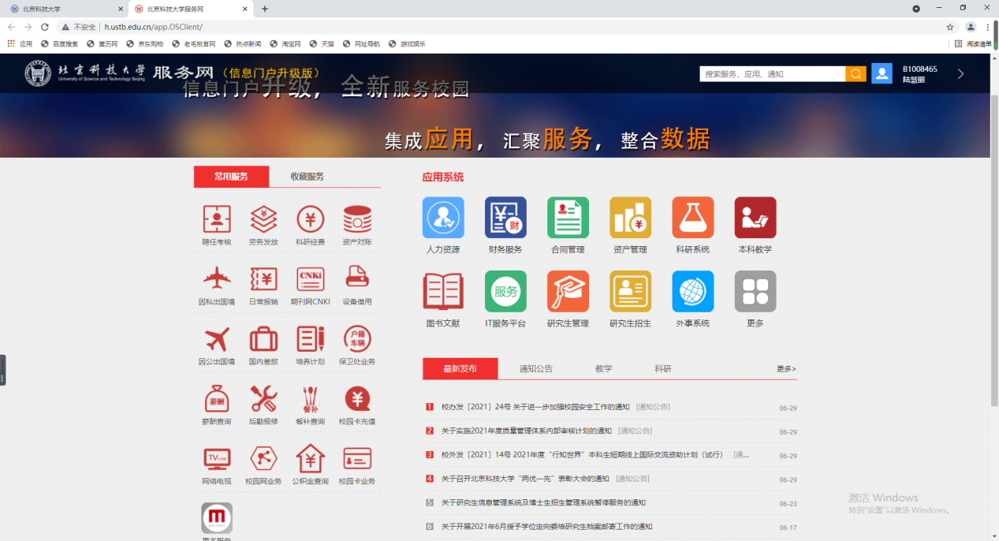 北京科技大学
北京科技大学服务网
不安全
h.ustb.edu.cn/app.OSClient/
应用 百度搜索 黄历网 京东购物 老毛桃官网 热点新闻 淘宝网 天猫 网址导航 游戏娱乐 阅读清单
北京科技大学 服务网 (信息门户升级版)
University of Science and Technology Beijing
信息门户升级,全新服务校园
搜索服务、应用、通知
B1008465
陆慧丽
集成应用,汇聚服务,整合数据
常用服务 收藏服务
¥ ¥
聘任考核 劳务发放 科研经费 资产对账
¥ CNKi
因私出国境 日常报销 期刊网CNKI 设备借用
户籍
车辆
因公出国境 国内差旅 培养计划 保卫处业务
薪酬 餐补 ¥
薪酬查询 后勤报修 餐补查询 校园卡充值
TV Live ¥
网络电视 校园网业务 公积金查询 校园卡业务
m
更多服务
应用系统
¥ 财 ¥
人力资源 财务服务 合同管理 资产管理 科研系统 本科教学
服务
图书文献 IT服务平台 研究生管理 研究生招生 外事系统 更多
最新发布 通知公告 教学 科研 更多>
1 校办发〔2021〕24号 关于进一步加强校园安全工作的通知 [通知公告] 06-29
2 关于实施2021年度质量管理体系内部审核计划的通知 [通知公告] 06-29
3 校外发〔2021〕14号 2021年度“行知世界”本科生短期线上国际交流资助计划（试行） [通... 06-29
4 关于召开北京科技大学“两优一先”表彰大会的通知 [通知公告] 06-29
5 关于研究生信息管理系统及博士生招生管理系统暂停服务的通知 06-23
6 关于开展2021年6月授予学位定向委培研究生档案邮寄工作的通知 06-17
激活 Windows
转到“设置”以激活 Windows。